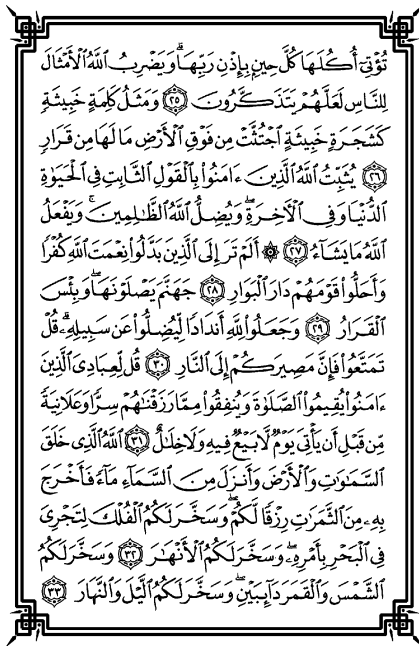 تُؤْتِىٓ أُكُلَهَا كُلَّ حِينٍۭ بِإِذْنِ رَبِّهَا ۗ وَيَضْرِبُ ٱللَّهُ ٱلْأَمْثَالَ
لِلنَّاسِ لَعَلَّهُمْ يَتَذَكَّرُونَ ٢٥ وَمَثَلُ كَلِمَةٍ خَبِيثَةٍ
كَشَجَرَةٍ خَبِيثَةٍ ٱجْتُثَّتْ مِن فَوْقِ ٱلْأَرْضِ مَا لَهَا مِن قَرَارٍ
٢٦ يُثَبِّتُ ٱللَّهُ ٱلَّذِينَ ءَامَنُوا۟ بِٱلْقَوْلِ ٱلثَّابِتِ فِى ٱلْحَيَوٰةِ
ٱلدُّنْيَا وَفِى ٱلْءَاخِرَةِ ۖ وَيُضِلُّ ٱللَّهُ ٱلظَّـٰلِمِينَ ۚ وَيَفْعَلُ
ٱللَّهُ مَا يَشَآءُ ٢٧ ۞ أَلَمْ تَرَ إِلَى ٱلَّذِينَ بَدَّلُوا۟ نِعْمَتَ ٱللَّهِ كُفْرًا
وَأَحَلُّوا۟ قَوْمَهُمْ دَارَ ٱلْبَوَارِ ٢٨ جَهَنَّمَ يَصْلَوْنَهَا ۖ وَبِئْسَ
ٱلْقَرَارُ ٢٩ وَجَعَلُوا۟ لِلَّهِ أَندَادًا لِّيُضِلُّوا۟ عَن سَبِيلِهِۦ ۗ قُلْ
تَمَتَّعُوا۟ فَإِنَّ مَصِيرَكُمْ إِلَى ٱلنَّارِ ٣٠ قُل لِّعِبَادِىَ ٱلَّذِينَ
ءَامَنُوا۟ يُقِيمُوا۟ ٱلصَّلَوٰةَ وَيُنفِقُوا۟ مِمَّا رَزَقْنَـٰهُمْ سِرًّا وَعَلَانِيَةً
مِّن قَبْلِ أَن يَأْتِىَ يَوْمٌ لَّا بَيْعٌ فِيهِ وَلَا خِلَـٰلٌ ٣١ ٱللَّهُ ٱلَّذِى خَلَقَ
ٱلسَّمَـٰوَٰتِ وَٱلْأَرْضَ وَأَنزَلَ مِنَ ٱلسَّمَآءِ مَآءً فَأَخْرَجَ
بِهِۦ مِنَ ٱلثَّمَرَٰتِ رِزْقًا لَّكُمْ ۖ وَسَخَّرَ لَكُمُ ٱلْفُلْكَ لِتَجْرِىَ
فِى ٱلْبَحْرِ بِأَمْرِهِۦ ۖ وَسَخَّرَ لَكُمُ ٱلْأَنْهَـٰرَ ٣٢ وَسَخَّرَ لَكُمُ
ٱلشَّمْسَ وَٱلْقَمَرَ دَآئِبَيْنِ ۖ وَسَخَّرَ لَكُمُ ٱلَّيْلَ وَٱلنَّهَارَ ٣٣